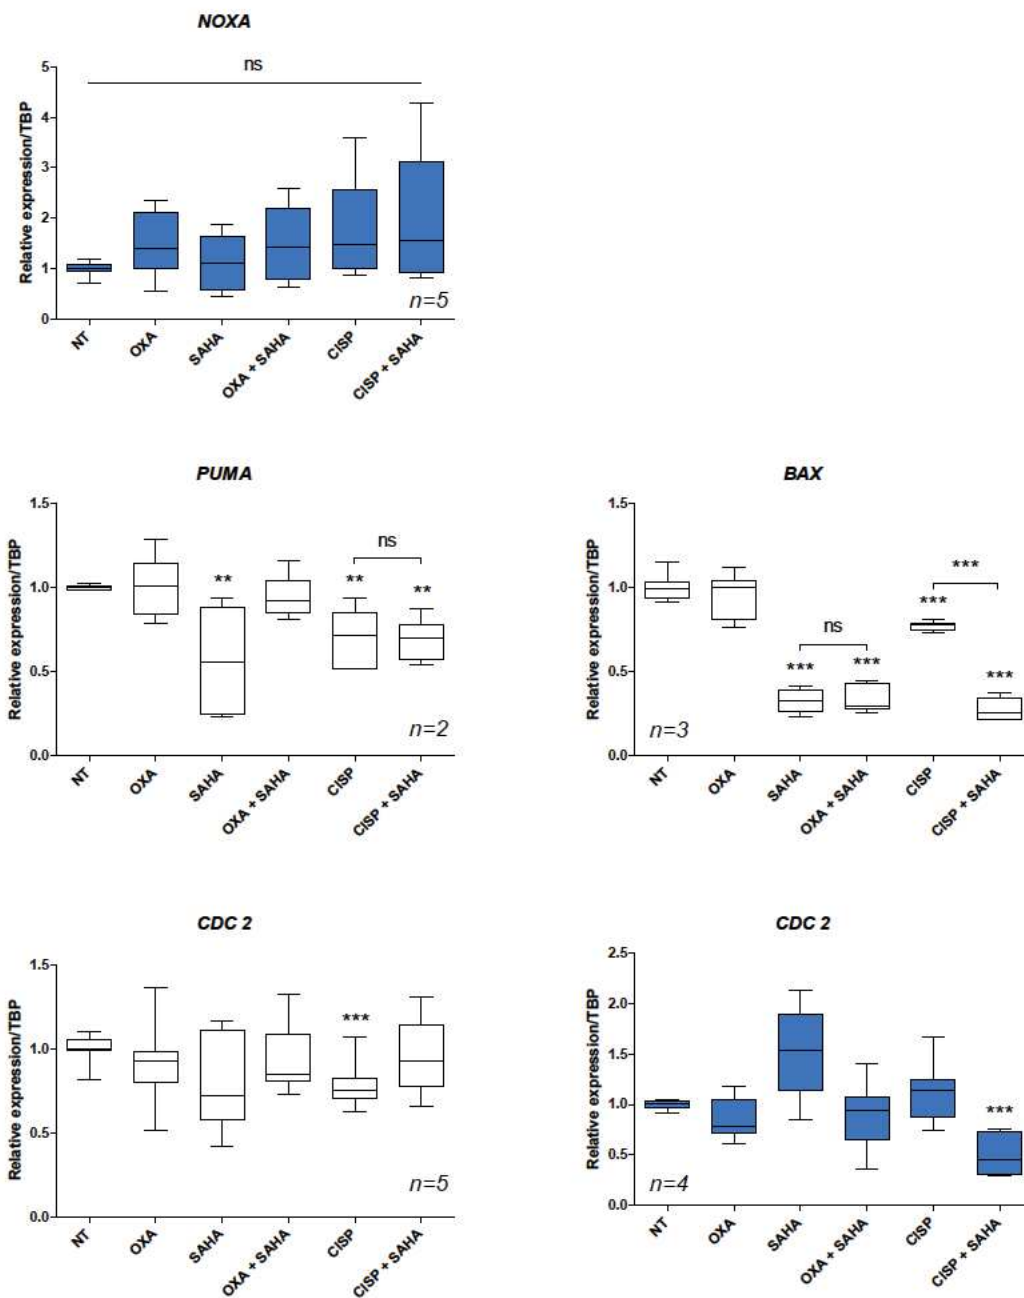 NOXA
Relative expression/TBP
5
4
3
2
1
0
ns
n=5
NT
OXA
SAHA
OXA + SAHA
CISP
CISP + SAHA
PUMA
Relative expression/TBP
1.5
1.0
0.5
0.0
**
**
ns
**
n=2
NT
OXA
SAHA
OXA + SAHA
CISP
CISP + SAHA
BAX
Relative expression/TBP
1.5
1.0
0.5
0.0
***
ns
***
***
***
***
n=3
NT
OXA
SAHA
OXA + SAHA
CISP
CISP + SAHA
CDC 2
Relative expression/TBP
1.5
1.0
0.5
0.0
***
n=5
NT
OXA
SAHA
OXA + SAHA
CISP
CISP + SAHA
CDC 2
Relative expression/TBP
2.5
2.0
1.5
1.0
0.5
0.0
***
n=4
NT
OXA
SAHA
OXA + SAHA
CISP
CISP + SAHA